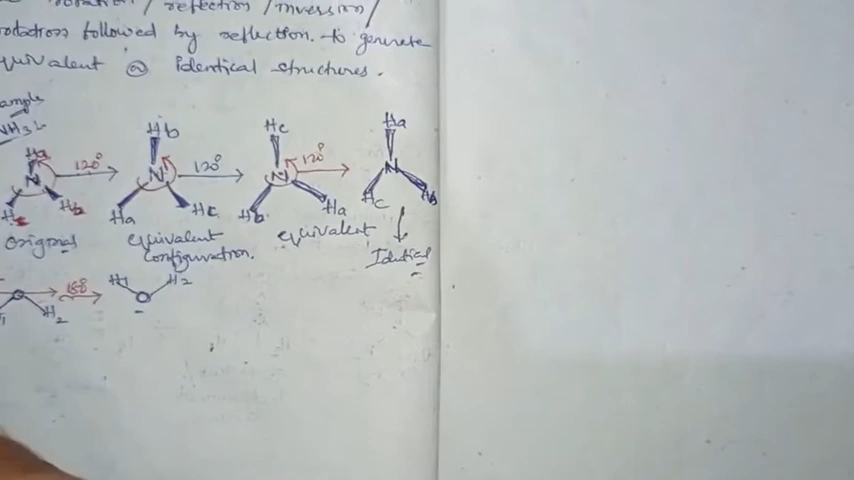 rotation / reflection / inversion /
rotation followed by reflection. to generate
equivalent @ Identical structures.
ample
NH3
Ha Hb Hc Ha
120° 120° 120°
N N N N
Hc Hb Ha Hc Hb Ha Hc Hb
Original equivalent configuration. equivalent Identical
180° H1 H2
O O
H2